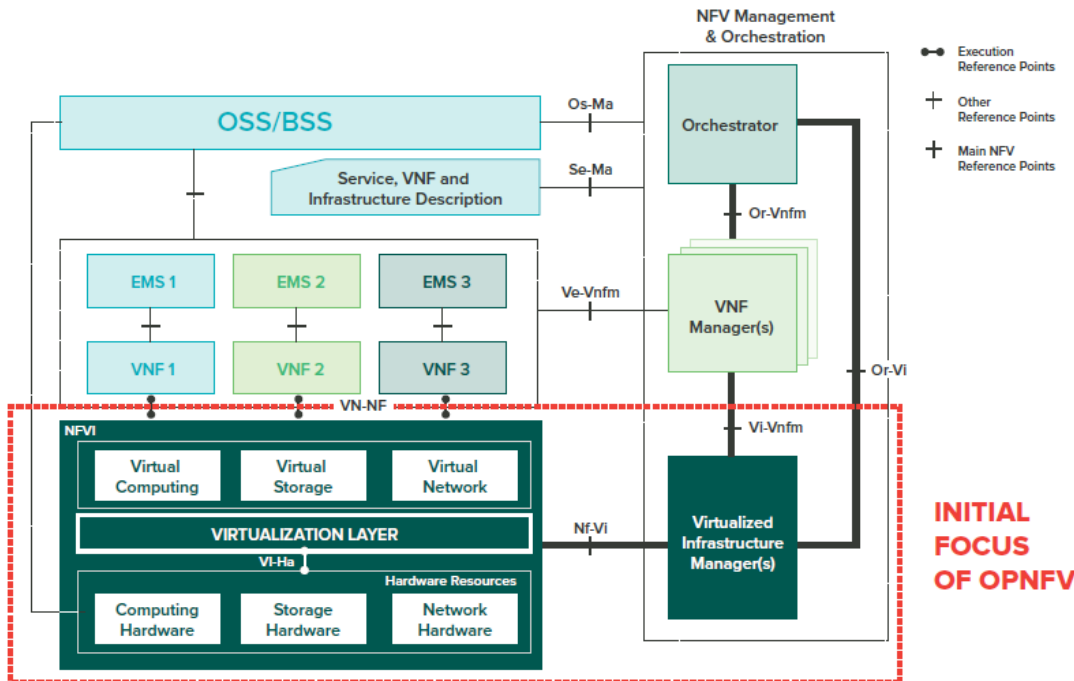 NFV Management
& Orchestration
Execution
Reference Points
Other
Reference Points
Main NFV
Reference Points
OSS/BSS
Os-Ma
Orchestrator
Service, VNF and
Infrastructure Description
Se-Ma
Or-Vnfm
EMS 1
EMS 2
EMS 3
Ve-Vnfm
VNF
Manager(s)
VNF 1
VNF 2
VNF 3
Or-Vi
VN-NF
Vi-Vnfm
NFVI
Virtual
Computing
Virtual
Storage
Virtual
Network
VIRTUALIZATION LAYER
Nf-Vi
Virtualized
Infrastructure
Manager(s)
INITIAL
FOCUS
OF OPNFV
VI-Ha
Hardware Resources
Computing
Hardware
Storage
Hardware
Network
Hardware